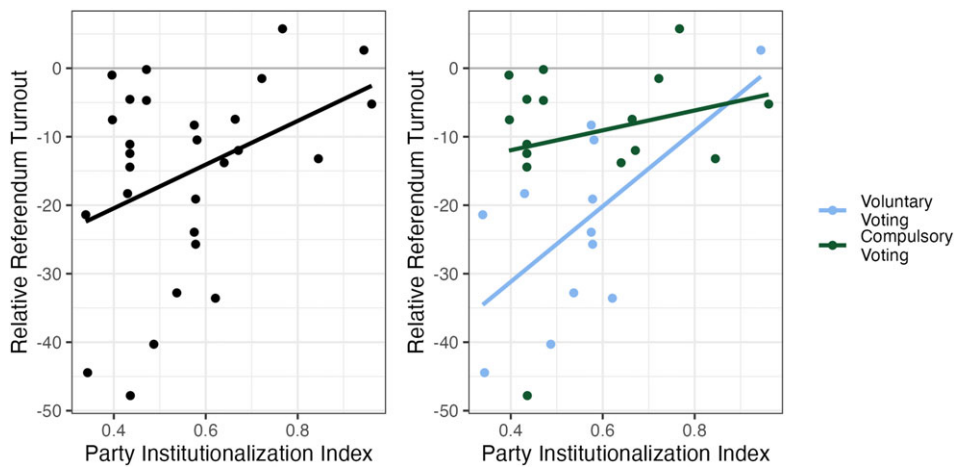 Relative Referendum Turnout
0
-10
-20
-30
-40
-50
0.4
0.6
0.8
Party Institutionalization Index
Relative Referendum Turnout
0
-10
-20
-30
-40
-50
0.4
0.6
0.8
Party Institutionalization Index
Voluntary
Voting
Compulsory
Voting